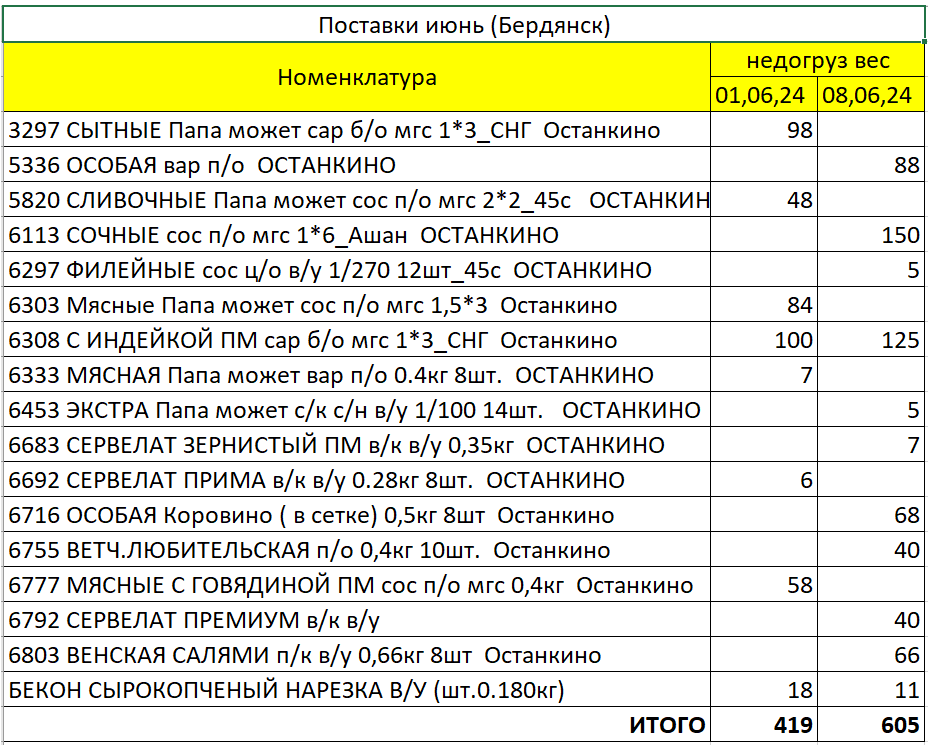 Поставки июнь (Бердянск)
Номенклатура недогруз вес
01,06,24 08,06,24
3297 СЫТНЫЕ Папа может сар б/о мгс 1*3_СНГ Останкино 98
5336 ОСОБАЯ вар п/о ОСТАНКИНО 88
5820 СЛИВОЧНЫЕ Папа может сос п/о мгс 2*2_45с ОСТАНКИН 48
6113 СОЧНЫЕ сос п/о мгс 1*6_Ашан ОСТАНКИНО 150
6297 ФИЛЕЙНЫЕ сос ц/о в/у 1/270 12шт_45с ОСТАНКИНО 5
6303 Мясные Папа может сос п/о мгс 1,5*3 Останкино 84
6308 С ИНДЕЙКОЙ ПМ сар б/о мгс 1*3_СНГ Останкино 100 125
6333 МЯСНАЯ Папа может вар п/о 0.4кг 8шт. ОСТАНКИНО 7
6453 ЭКСТРА Папа может с/к с/н в/у 1/100 14шт. ОСТАНКИНО 5
6683 СЕРВЕЛАТ ЗЕРНИСТЫЙ ПМ в/к в/у 0,35кг ОСТАНКИНО 7
6692 СЕРВЕЛАТ ПРИМА в/к в/у 0.28кг 8шт. ОСТАНКИНО 6
6716 ОСОБАЯ Коровино ( в сетке) 0,5кг 8шт Останкино 68
6755 ВЕТЧ.ЛЮБИТЕЛЬСКАЯ п/о 0,4кг 10шт. Останкино 40
6777 МЯСНЫЕ С ГОВЯДИНОЙ ПМ сос п/о мгс 0,4кг Останкино 58
6792 СЕРВЕЛАТ ПРЕМИУМ в/к в/у 40
6803 ВЕНСКАЯ САЛЯМИ п/к в/у 0,66кг 8шт Останкино 66
БЕКОН СЫРОКОПЧЕНЫЙ НАРЕЗКА В/У (шт.0.180кг) 18 11
ИТОГО 419 605